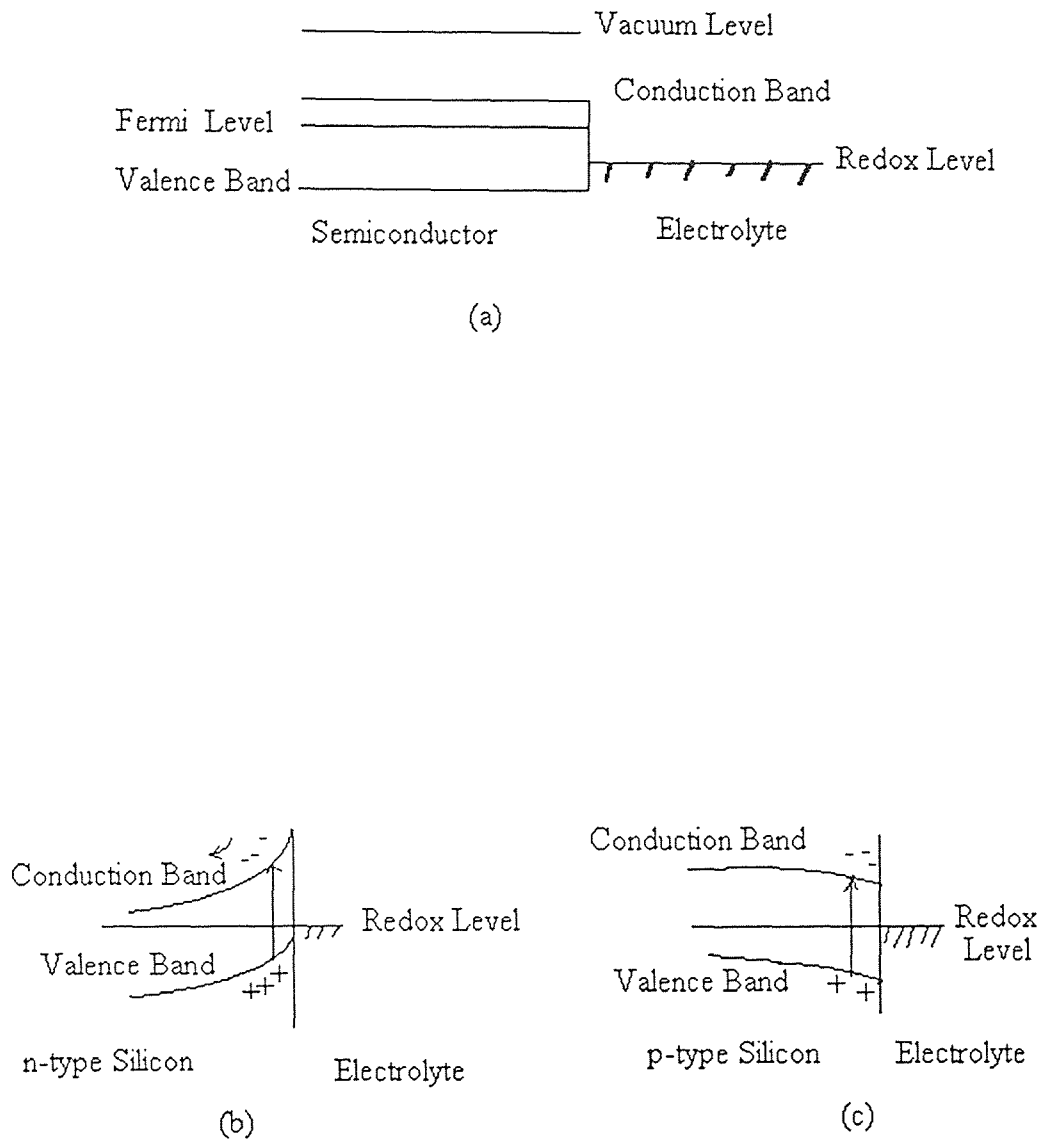 Vacuum Level
Conduction Band
Fermi Level
Redox Level
Valence Band
Semiconductor
Electrolyte
(a)
Conduction Band
Redox Level
Valence Band
n-type Silicon
Electrolyte
(b)
Conduction Band
Redox
Level
Valence Band
p-type Silicon
Electrolyte
(c)